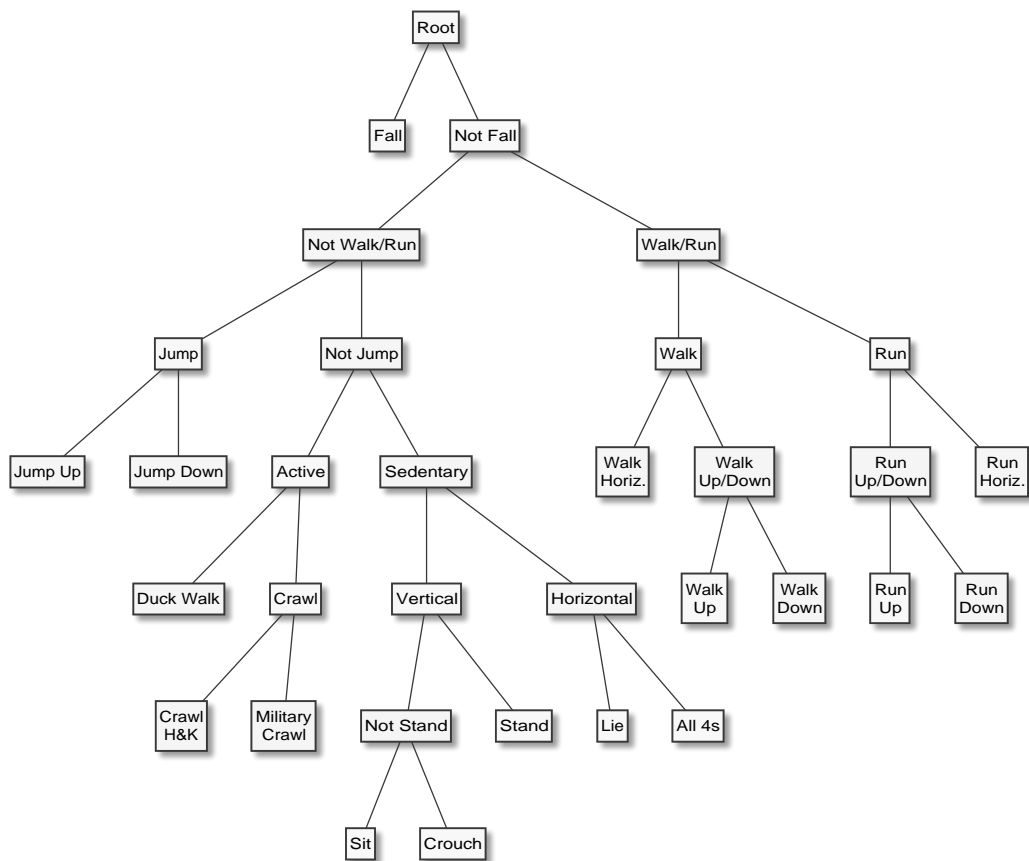 Root
Fall
Not Fall
Not Walk/Run
Walk/Run
Jump
Not Jump
Walk
Run
Jump Up
Jump Down
Active
Sedentary
Walk
Horiz.
Walk
Up/Down
Run
Up/Down
Run
Horiz.
Duck Walk
Crawl
Vertical
Horizontal
Walk
Up
Walk
Down
Run
Up
Run
Down
Crawl
H&K
Military
Crawl
Not Stand
Stand
Lie
All 4s
Sit
Crouch